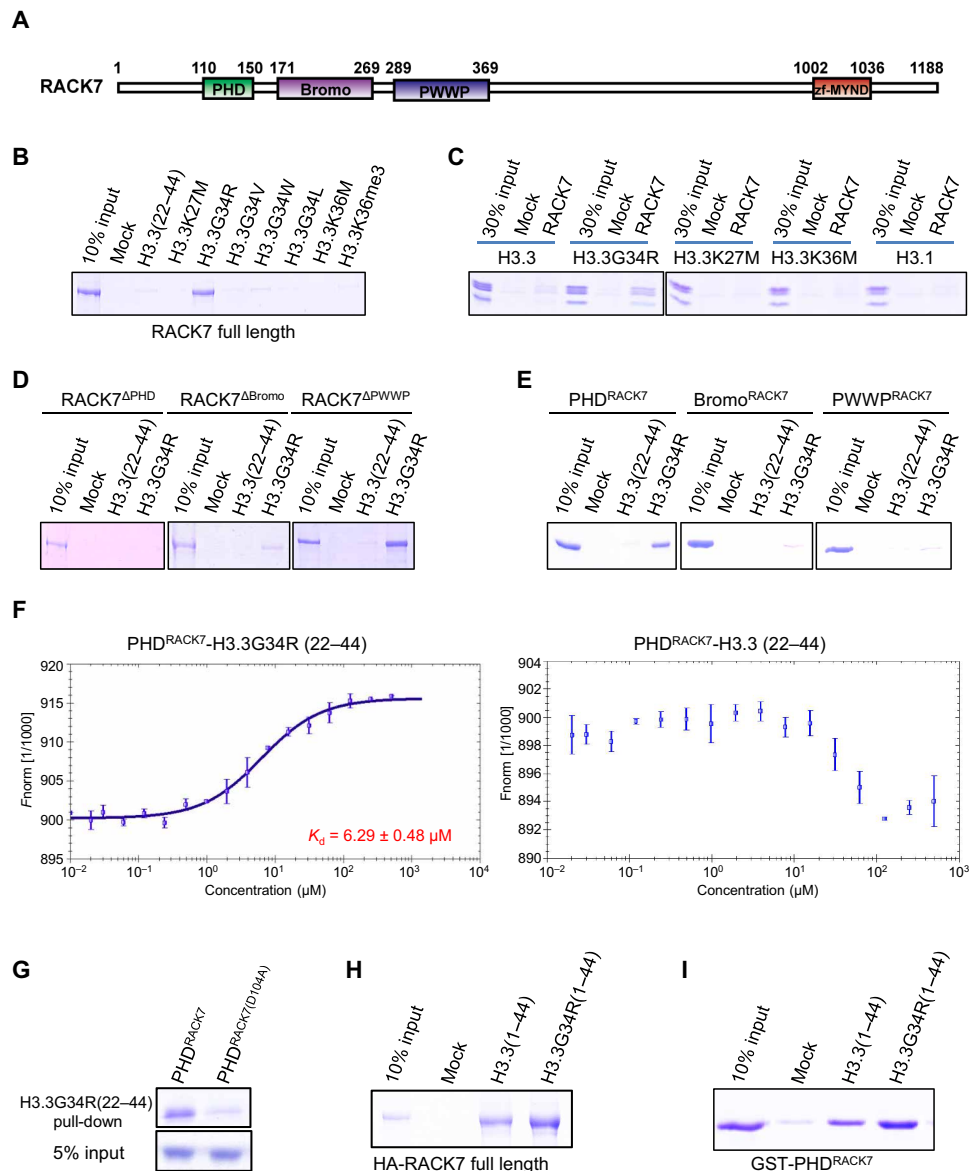 A
1 110 150 171 269 289 369 1002 1036 1188
RACK7 PHD Bromo PWWP zf-MYND
B
10% input
Mock
H3.3(22–44)
H3.3K27M
H3.3G34R
H3.3G34V
H3.3G34W
H3.3G34L
H3.3K36M
H3.3K36me3
RACK7 full length
C
30% input
Mock
RACK7
30% input
Mock
RACK7
30% input
Mock
RACK7
30% input
Mock
RACK7
30% input
Mock
RACK7
H3.3 H3.3G34R H3.3K27M H3.3K36M H3.1
D
RACK7ΔPHD RACK7ΔBromo RACK7ΔPWWP
10% input
Mock
H3.3(22–44)
H3.3G34R
10% input
Mock
H3.3(22–44)
H3.3G34R
10% input
Mock
H3.3(22–44)
H3.3G34R
E
PHDRACK7 BromoRACK7 PWWPRACK7
10% input
Mock
H3.3(22–44)
H3.3G34R
10% input
Mock
H3.3(22–44)
H3.3G34R
10% input
Mock
H3.3(22–44)
H3.3G34R
F
PHDRACK7-H3.3G34R (22–44)
920
915
910
905
900
895
Fnorm [1/1000]
Kd = 6.29 ± 0.48 µM
10−2 10−1 100 101 102 103 104
Concentration (µM)
PHDRACK7-H3.3 (22–44)
904
902
900
898
896
894
892
890
Fnorm [1/1000]
10−2 10−1 100 101 102 103
Concentration (µM)
G
PHDRACK7
PHDRACK7(D104A)
H3.3G34R(22–44)
pull-down
5% input
H
10% input
Mock
H3.3(1–44)
H3.3G34R(1–44)
HA-RACK7 full length
I
10% input
Mock
H3.3(1–44)
H3.3G34R(1–44)
GST-PHDRACK7